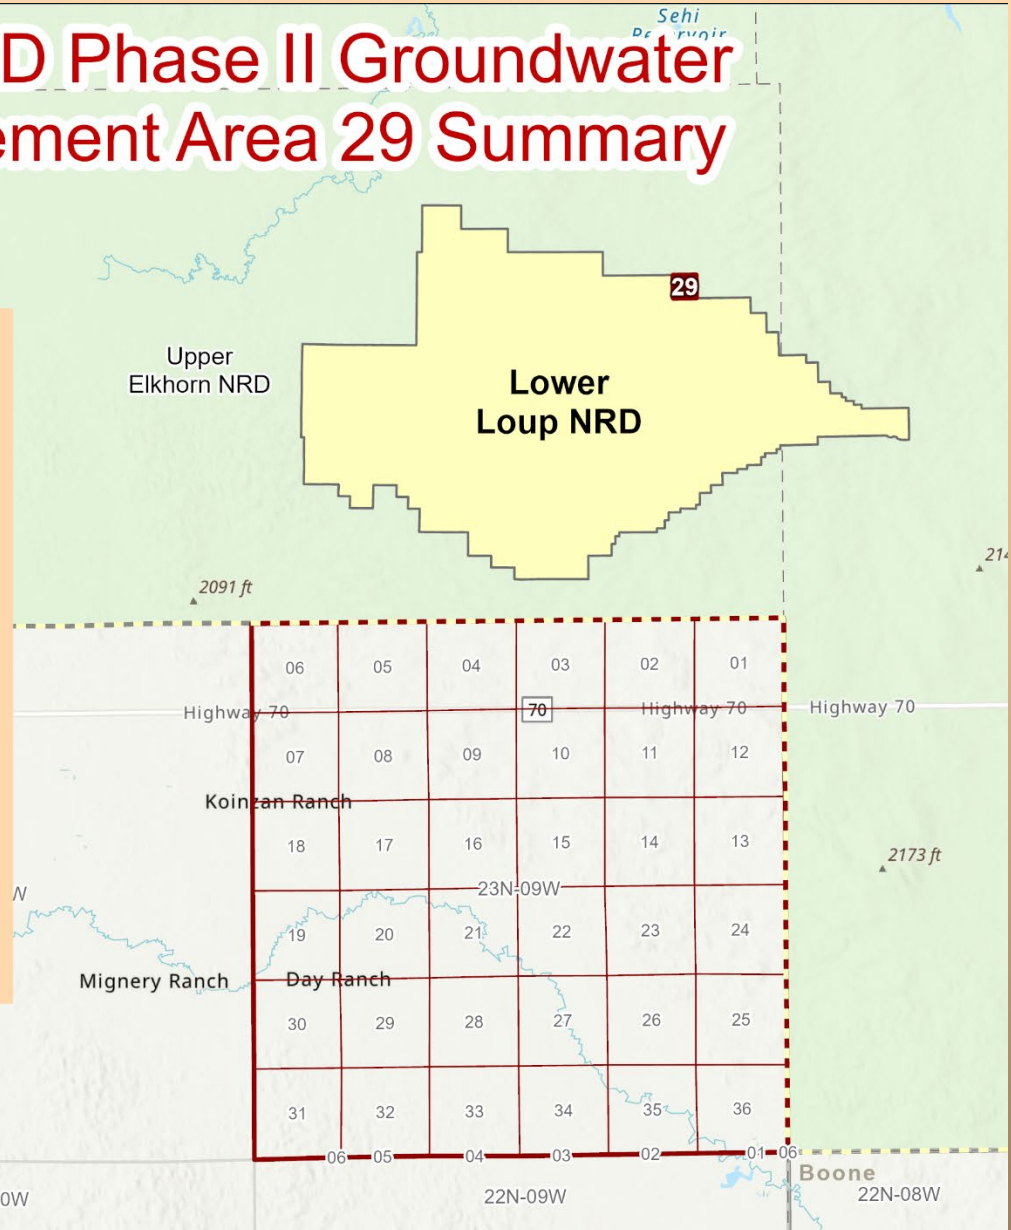 Sehi
Reservoir
D Phase II Groundwater
ement Area 29 Summary
29
Upper
Elkhorn NRD
Lower
Loup NRD
214
2091 ft
06 05 04 03 02 01
Highway 70 70 Highway 70 Highway 70
07 08 09 10 11 12
Koinzan Ranch
18 17 16 15 14 13
2173 ft
23N-09W
W
19 20 21 22 23 24
Mignery Ranch Day Ranch
30 29 28 27 26 25
31 32 33 34 35 36
06 05 04 03 02 01 06
Boone
0W 22N-09W 22N-08W